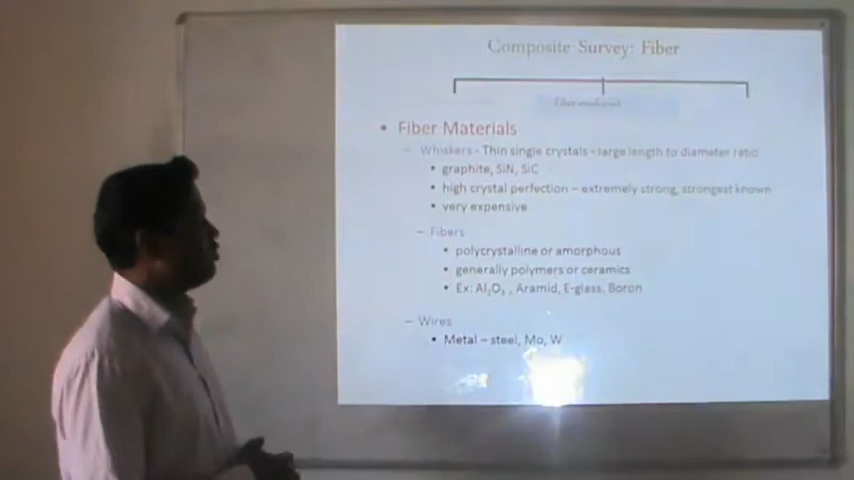 Composite Survey: Fiber
• Fiber Materials
– Whiskers - Thin single crystals - large length to diameter ratio
• graphite, SiN, SiC
• high crystal perfection – extremely strong, strongest known
• very expensive
– Fibers
• polycrystalline or amorphous
• generally polymers or ceramics
• Ex: Al₂O₃ , Aramid, E-glass, Boron
– Wires
• Metal – steel, Mo, W